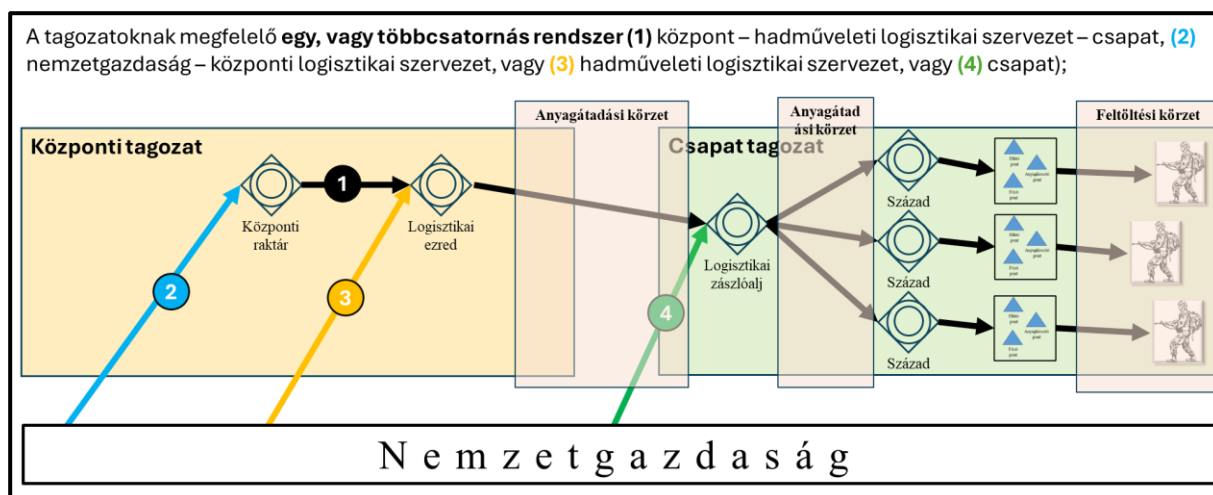 A tagozatoknak megfelelő egy, vagy többcsatornás rendszer (1) központ – hadműveleti logisztikai szervezet – csapat, (2)
nemzetgazdaság – központi logisztikai szervezet, vagy (3) hadműveleti logisztikai szervezet, vagy (4) csapat);
Anyagátadási körzet
Anyagátad
ási körzet
Feltöltési körzet
Központi tagozat
Csapat tagozat
1
Központi
raktár
Logisztikai
ezred
Század
Logisztikai
zászlóalj
Század
Század
2
3
4
Nemzetgazdaság